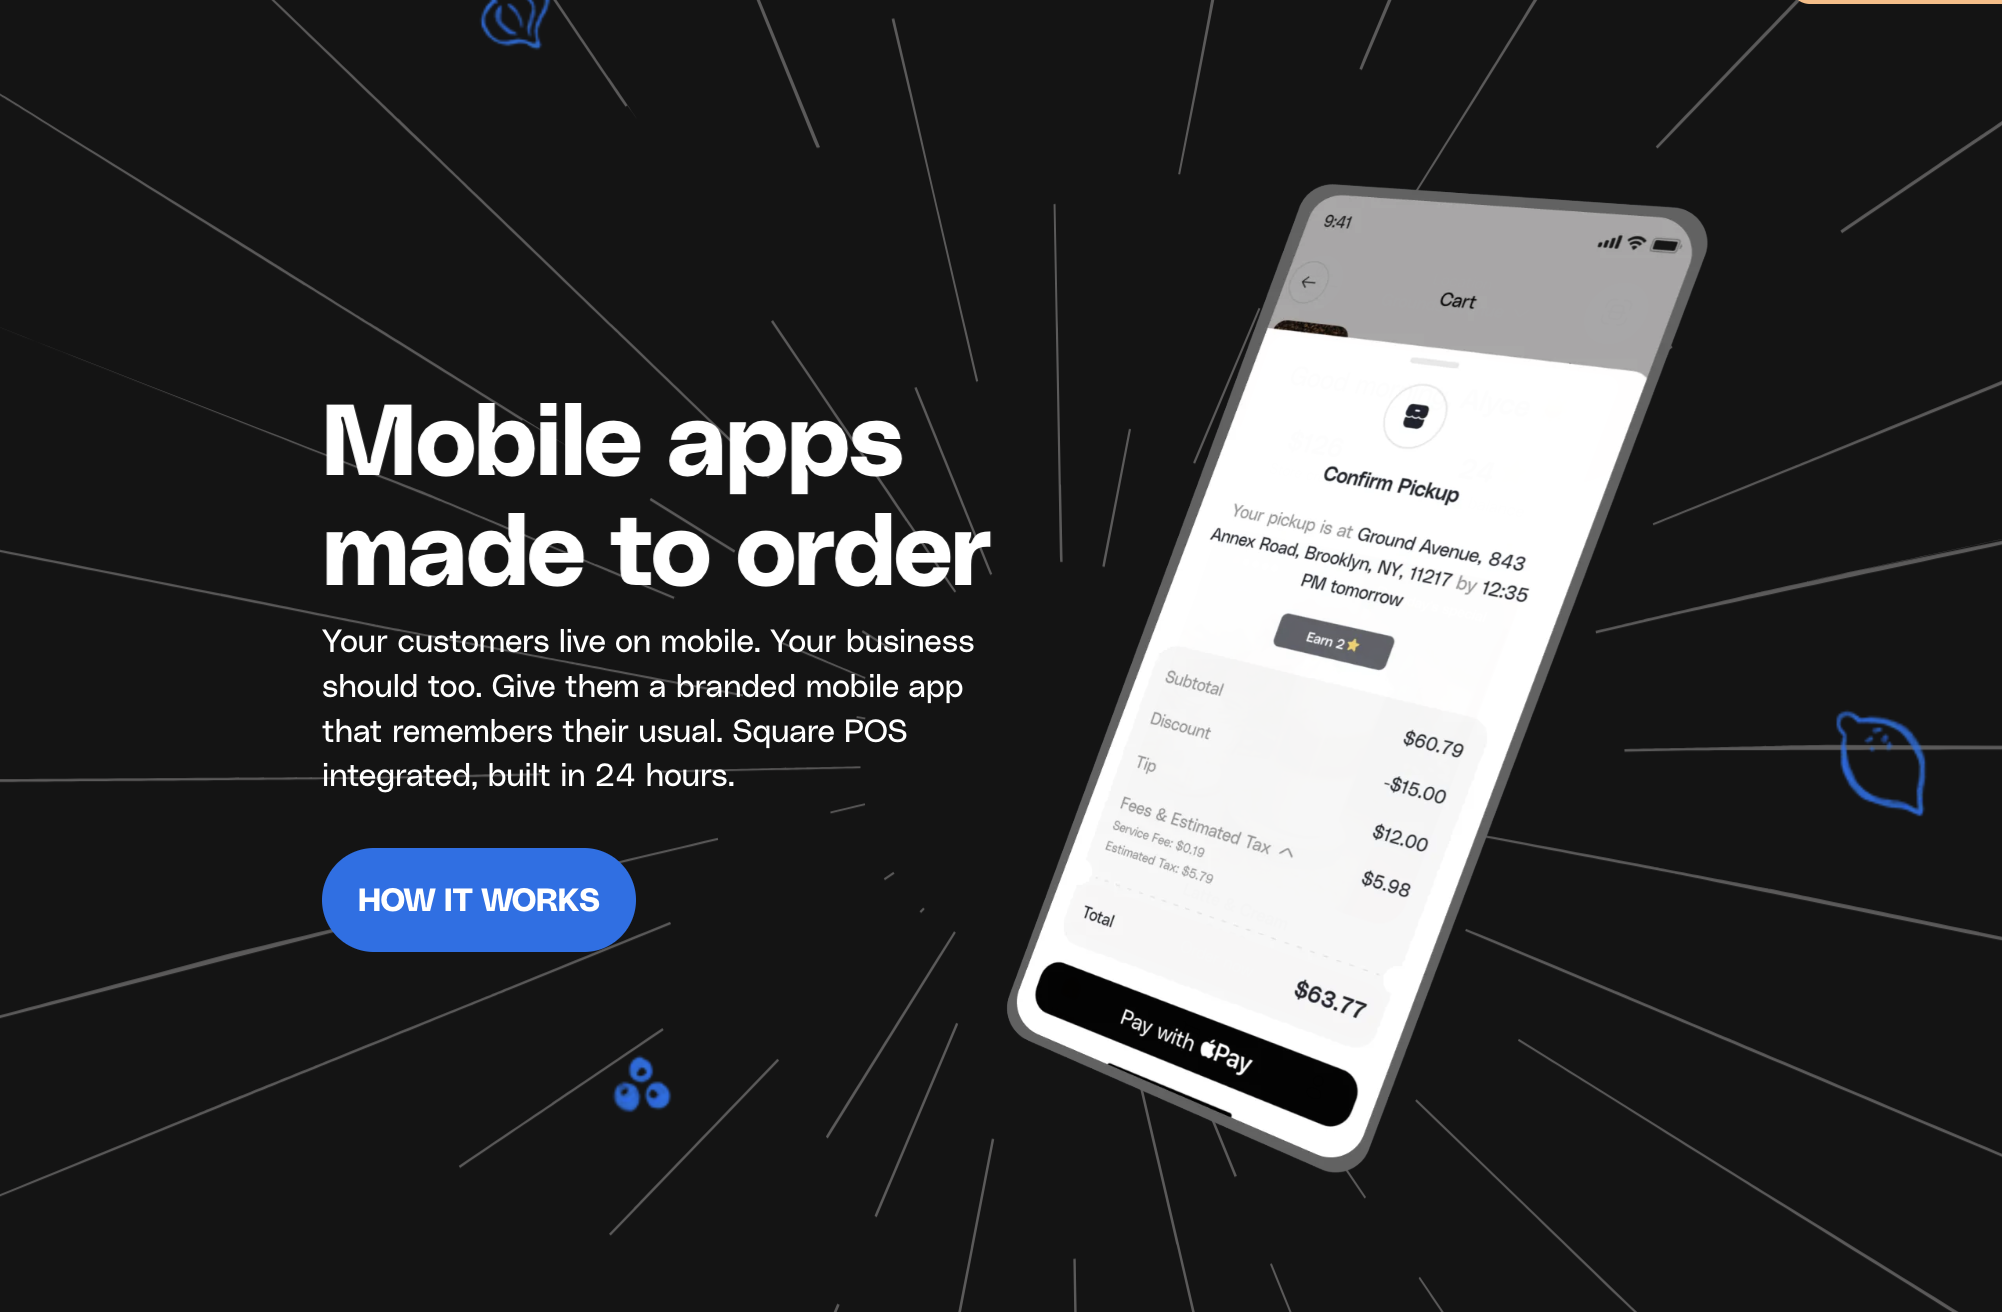 Mobile apps
made to order
Your customers live on mobile. Your business
should too. Give them a branded mobile app
that remembers their usual. Square POS
integrated, built in 24 hours.
HOW IT WORKS
9:41
Cart
Confirm Pickup
Your pickup is at Ground Avenue, 843
Annex Road, Brooklyn, NY, 11217 by 12:35
PM tomorrow
Earn 2
Subtotal $60.79
Discount -$15.00
Tip $12.00
Fees & Estimated Tax $5.98
Service Fee: $0.19
Estimated Tax: $5.79
Total $63.77
Pay with Pay